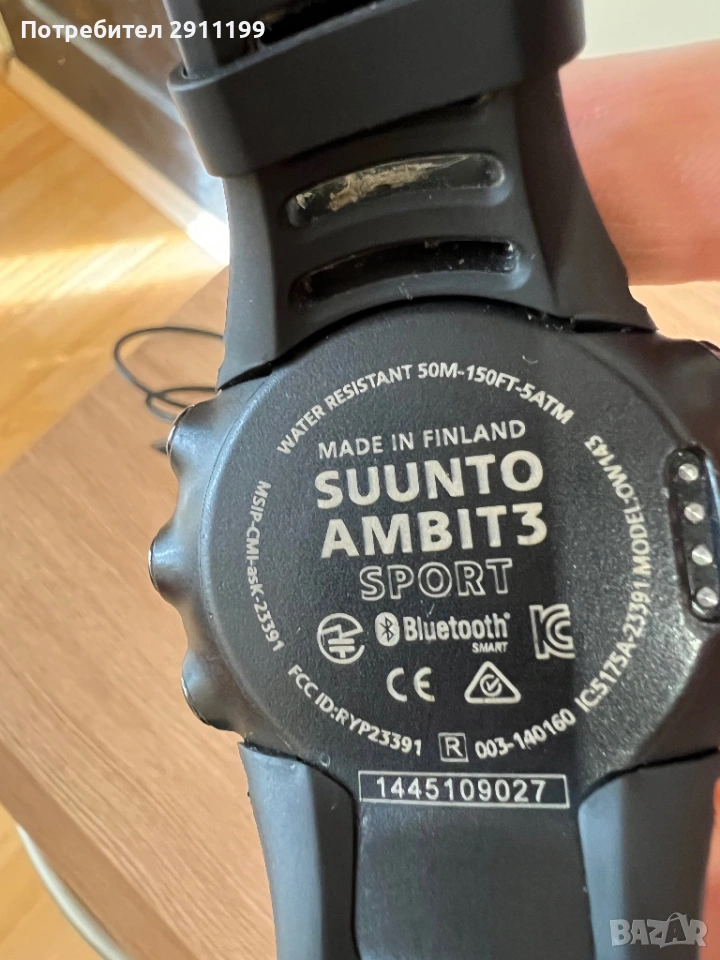 Потребител 2911199
WATER RESISTANT 50M-150FT-5ATM
MADE IN FINLAND
SUUNTO
AMBIT3
SPORT
Bluetooth
SMART
CE
MSIP-CMI-asK-23391
FCC ID:RYP23391
R 003-140160
IC:5175A-23391 MODEL:OW143
1445109027
BAZAR